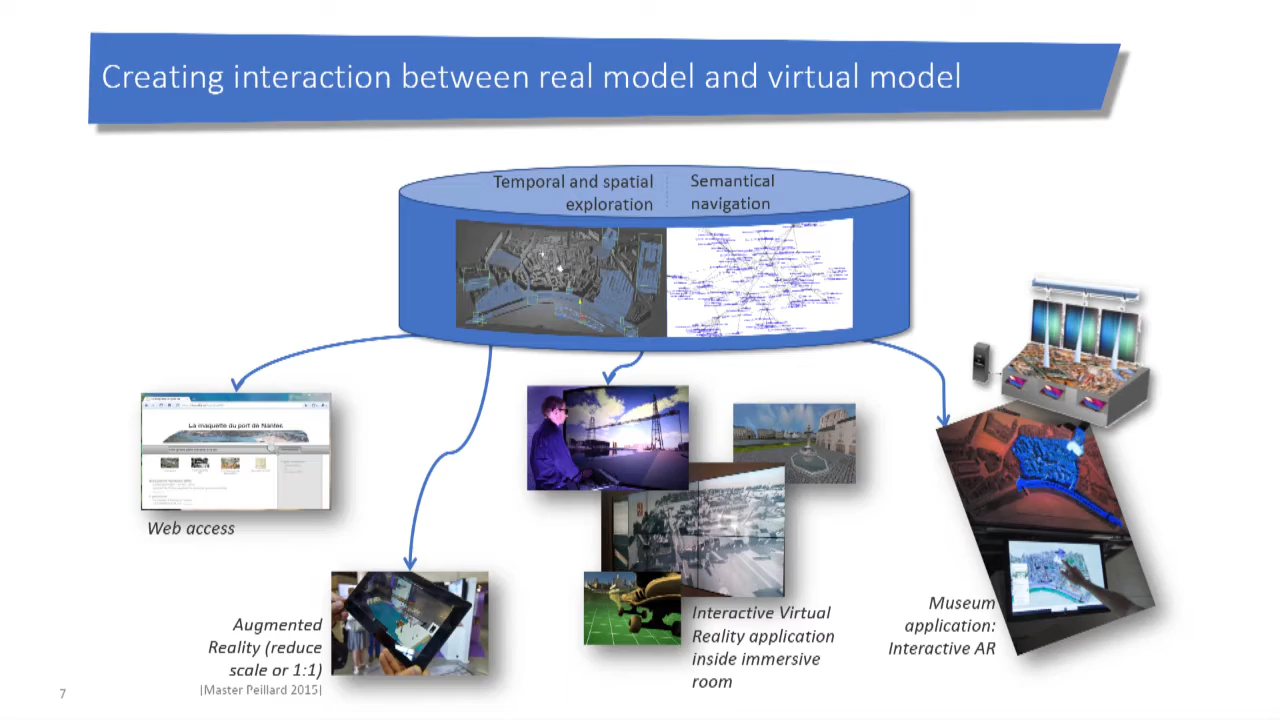 Creating interaction between real model and virtual model
Temporal and spatial
exploration
Semantical
navigation
La maquette du port de Nantes.
Web access
Augmented
Reality (reduce
scale or 1:1)
|Master Peillard 2015|
Interactive Virtual
Reality application
inside immersive
room
Museum
application:
Interactive AR
7